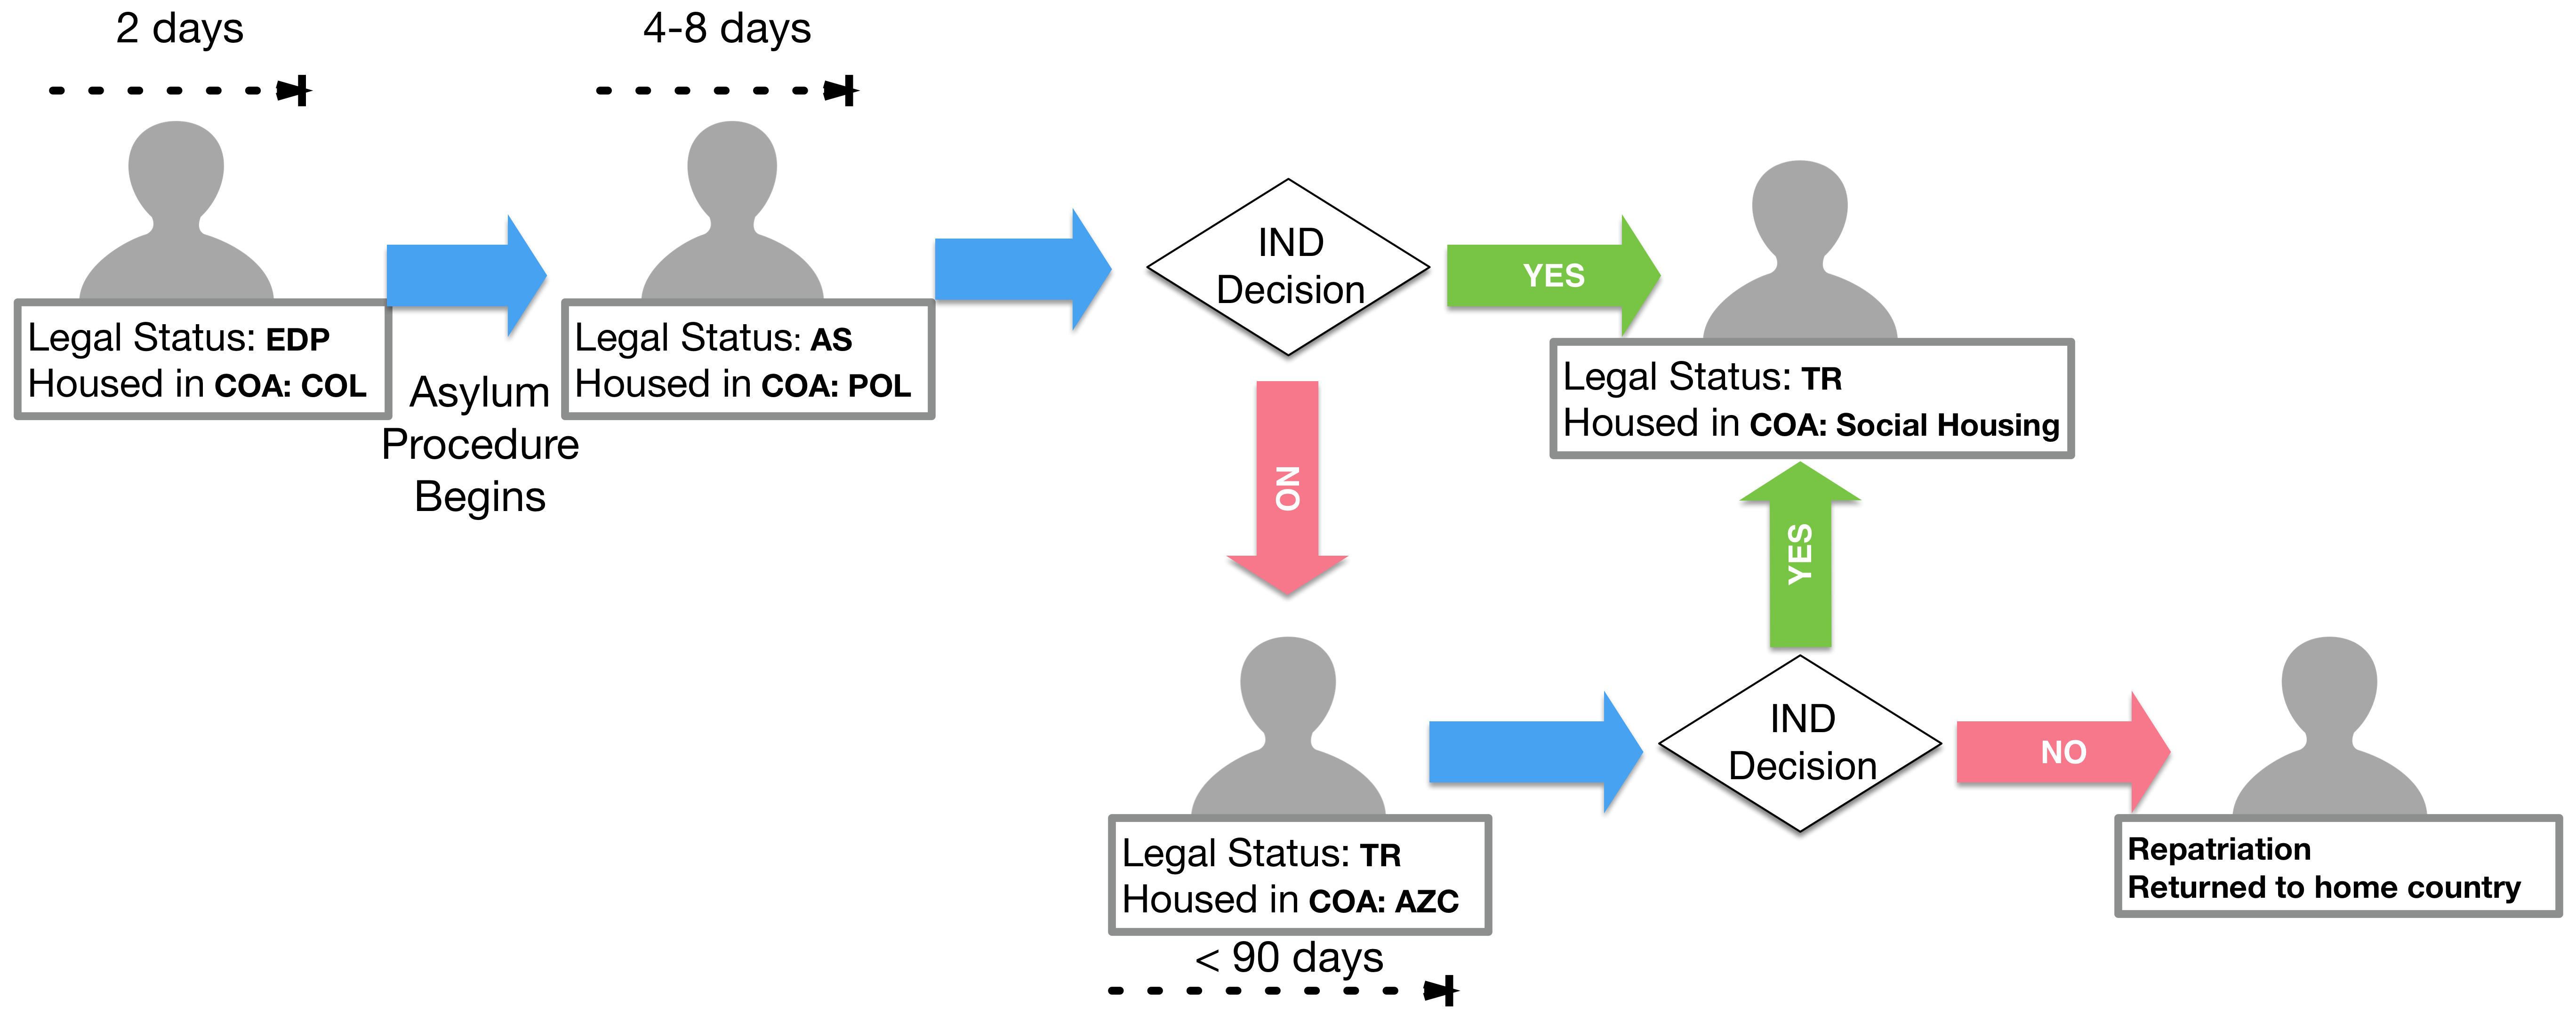 2 days
4-8 days
Legal Status: EDP
Housed in COA: COL
Asylum
Procedure
Begins
Legal Status: AS
Housed in COA: POL
IND
Decision
YES
Legal Status: TR
Housed in COA: Social Housing
NO
YES
Legal Status: TR
Housed in COA: AZC
< 90 days
IND
Decision
NO
Repatriation
Returned to home country